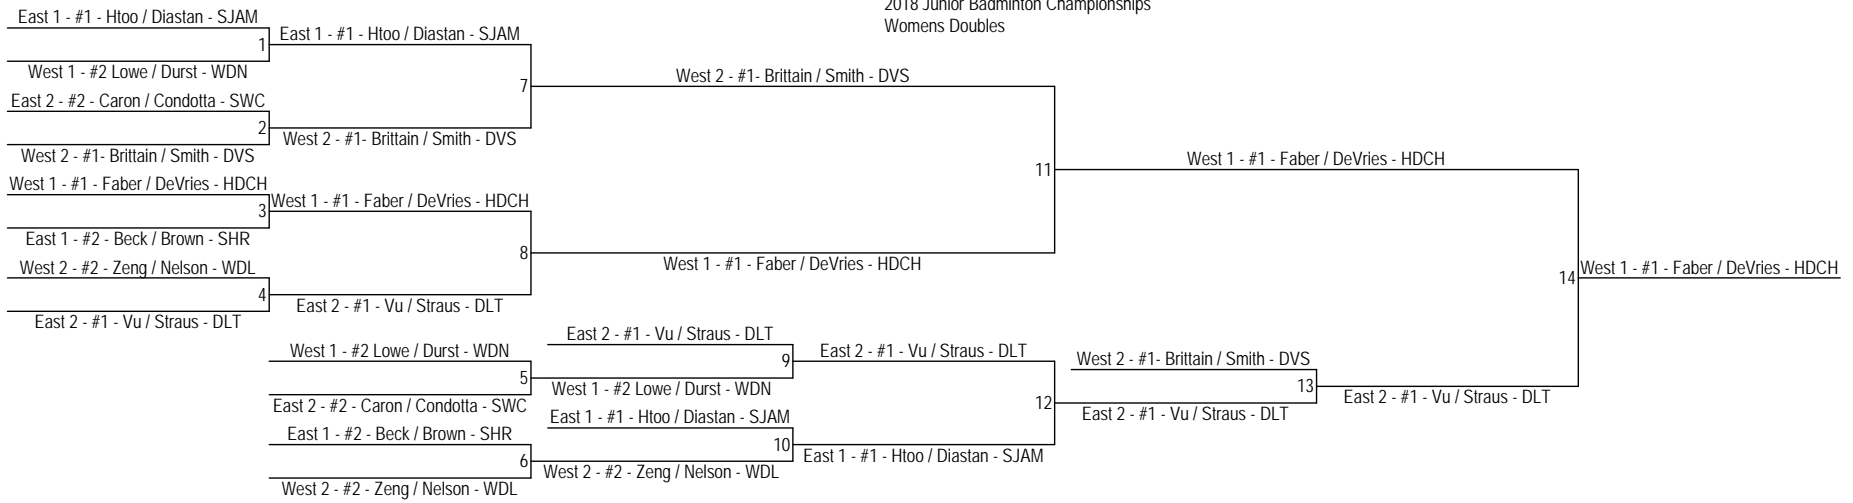 2018 Junior Badminton Championships
Womens Doubles
East 1 - #1 - Htoo / Diastan - SJAM
1
West 1 - #2 Lowe / Durst - WDN
East 2 - #2 - Caron / Condotta - SWC
2
West 2 - #1- Brittain / Smith - DVS
West 1 - #1 - Faber / DeVries - HDCH
3
East 1 - #2 - Beck / Brown - SHR
West 2 - #2 - Zeng / Nelson - WDL
4
East 2 - #1 - Vu / Straus - DLT
East 1 - #1 - Htoo / Diastan - SJAM
7
West 2 - #1- Brittain / Smith - DVS
West 1 - #1 - Faber / DeVries - HDCH
8
East 2 - #1 - Vu / Straus - DLT
West 1 - #2 Lowe / Durst - WDN
5
East 2 - #2 - Caron / Condotta - SWC
East 1 - #2 - Beck / Brown - SHR
6
West 2 - #2 - Zeng / Nelson - WDL
West 2 - #1- Brittain / Smith - DVS
11
West 1 - #1 - Faber / DeVries - HDCH
East 2 - #1 - Vu / Straus - DLT
9
West 1 - #2 Lowe / Durst - WDN
East 1 - #1 - Htoo / Diastan - SJAM
10
West 2 - #2 - Zeng / Nelson - WDL
East 2 - #1 - Vu / Straus - DLT
12
East 1 - #1 - Htoo / Diastan - SJAM
West 2 - #1- Brittain / Smith - DVS
13
East 2 - #1 - Vu / Straus - DLT
West 1 - #1 - Faber / DeVries - HDCH
14
East 2 - #1 - Vu / Straus - DLT
West 1 - #1 - Faber / DeVries - HDCH